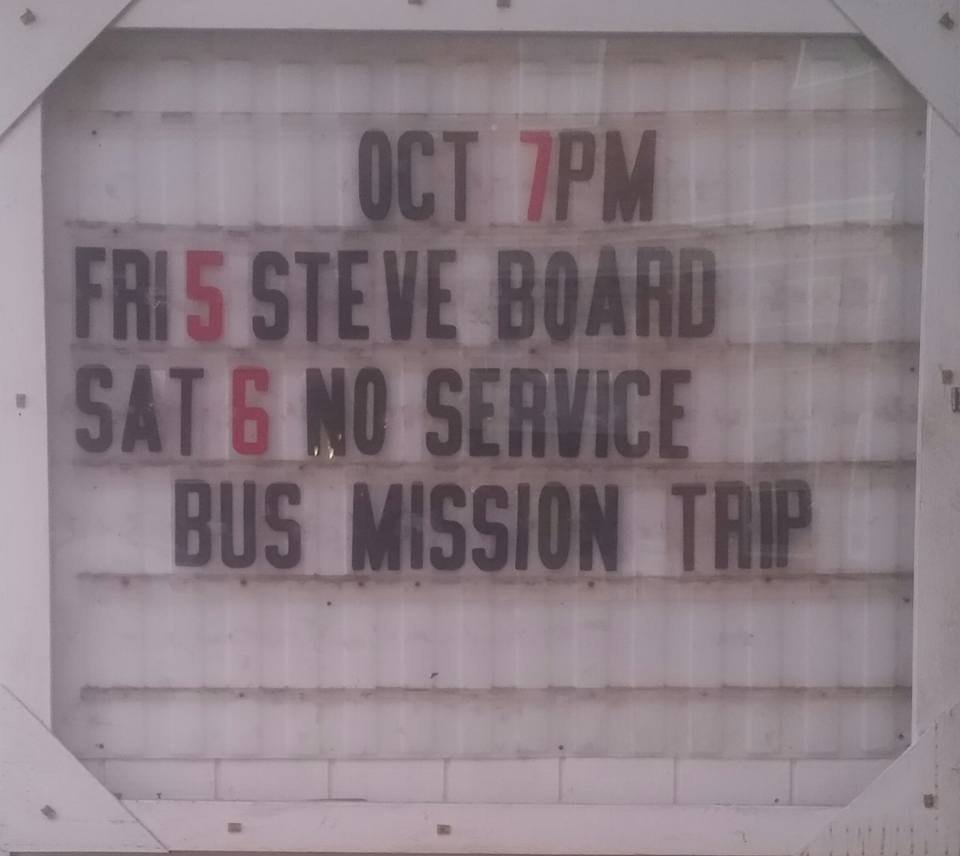 OCT 7PM
FRI 5 STEVE BOARD
SAT 6 NO SERVICE
BUS MISSION TRIP